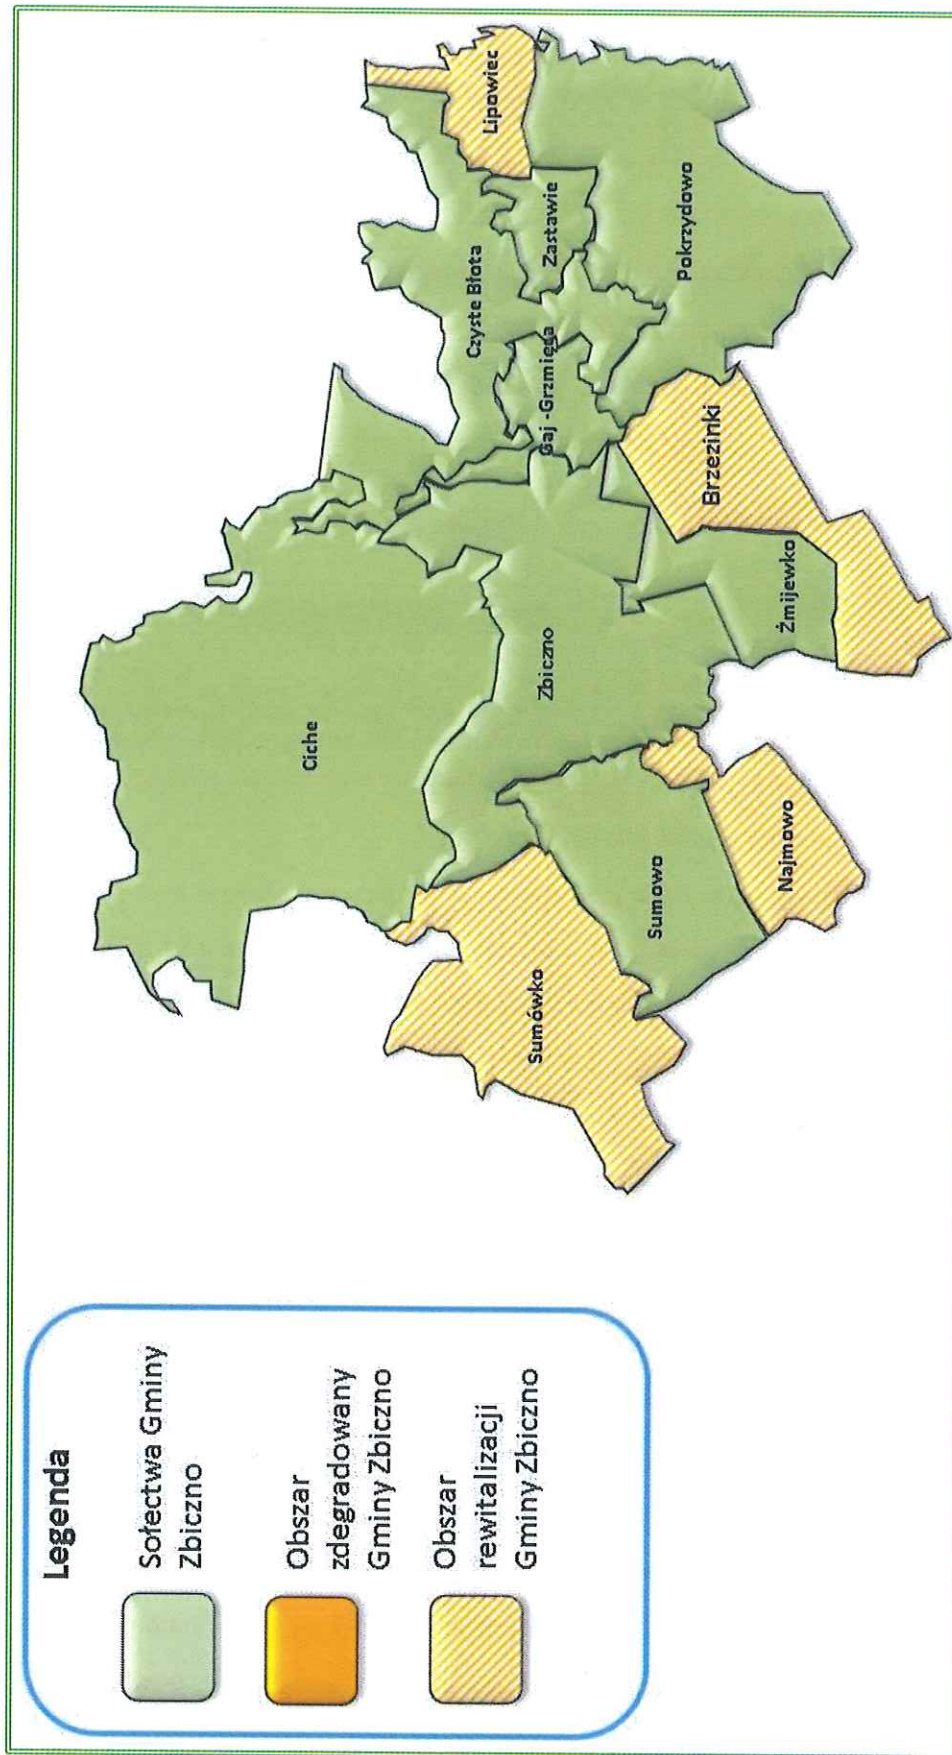 Legenda
Sołectwa Gminy
Zbiczno
Obszar
zdegradowany
Gminy Zbiczno
Obszar
rewitalizacji
Gminy Zbiczno
Ciche
Lipowiec
Czyste Błota
Zastawie
Gaj -Grzmięca
Pokrzydowo
Zbiczno
Brzezinki
Żmijewko
Sumówko
Sumowo
Najmowo